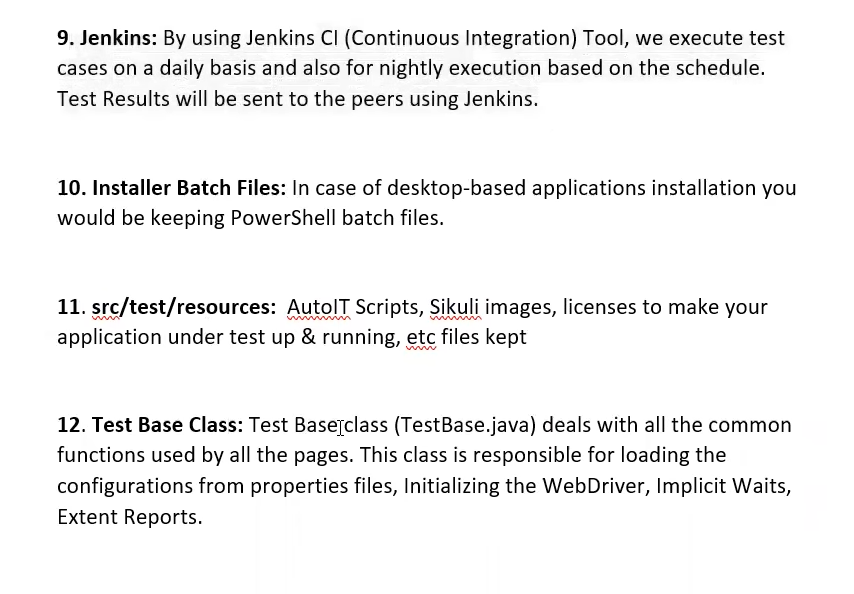 9. Jenkins: By using Jenkins CI (Continuous Integration) Tool, we execute test
cases on a daily basis and also for nightly execution based on the schedule.
Test Results will be sent to the peers using Jenkins.
10. Installer Batch Files: In case of desktop-based applications installation you
would be keeping PowerShell batch files.
11. src/test/resources:  AutoIT Scripts, Sikuli images, licenses to make your
application under test up & running, etc files kept
12. Test Base Class: Test Base class (TestBase.java) deals with all the common
functions used by all the pages. This class is responsible for loading the
configurations from properties files, Initializing the WebDriver, Implicit Waits,
Extent Reports.